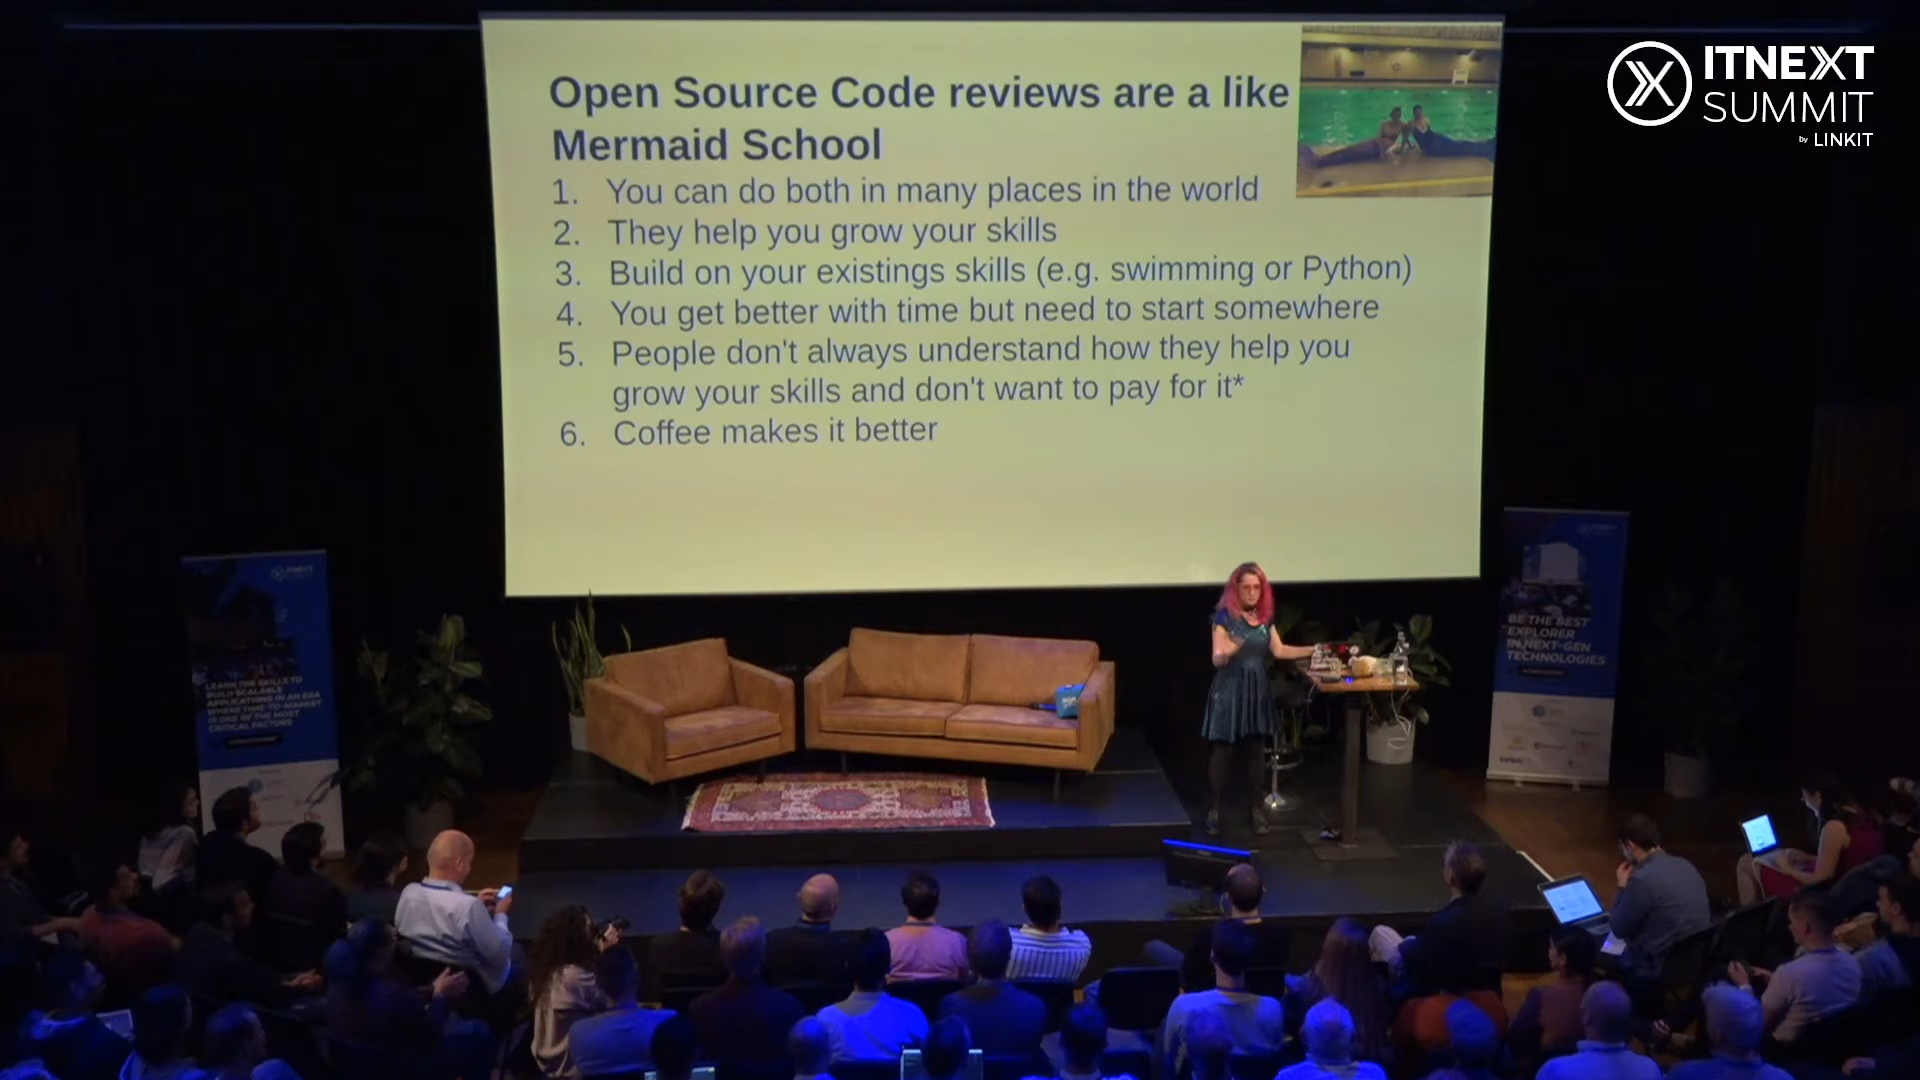 Open Source Code reviews are a like
Mermaid School
1. You can do both in many places in the world
2. They help you grow your skills
3. Build on your existings skills (e.g. swimming or Python)
4. You get better with time but need to start somewhere
5. People don't always understand how they help you
grow your skills and don't want to pay for it*
6. Coffee makes it better
ITNEXT
SUMMIT
by LINKIT
ITNEXT
LEARN THE SKILLS TO
BUILD SCALABLE
APPLICATIONS IN AN ERA
WHERE TIME-TO-MARKET
IS ONE OF THE MOST
CRITICAL FACTORS
BE THE BEST
EXPLORER
IN NEXT-GEN
TECHNOLOGIES